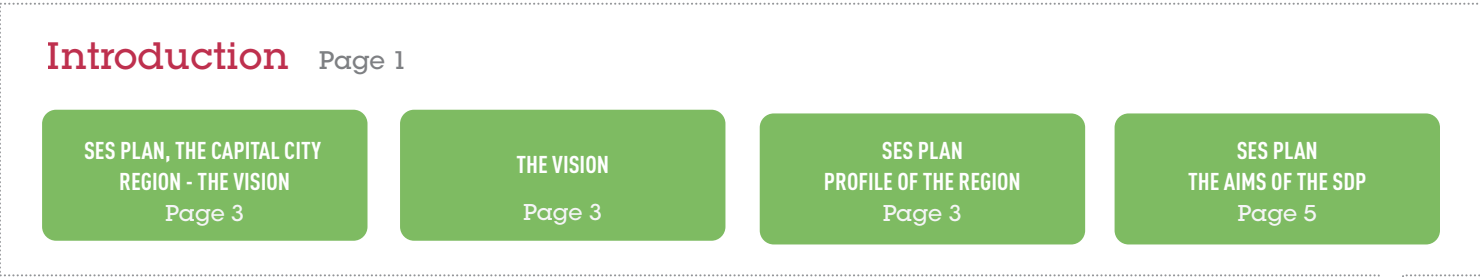 Introduction Page 1
SES PLAN, THE CAPITAL CITY
REGION - THE VISION
Page 3
THE VISION
Page 3
SES PLAN
PROFILE OF THE REGION
Page 3
SES PLAN
THE AIMS OF THE SDP
Page 5